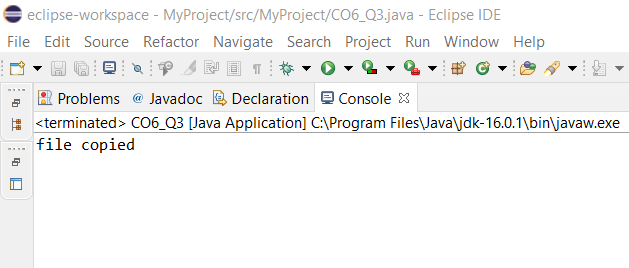 eclipse-workspace - MyProject/src/MyProject/CO6_Q3.java - Eclipse IDE
File Edit Source Refactor Navigate Search Project Run Window Help
Problems @ Javadoc Declaration Console
<terminated> CO6_Q3 [Java Application] C:\Program Files\Java\jdk-16.0.1\bin\javaw.exe
file copied